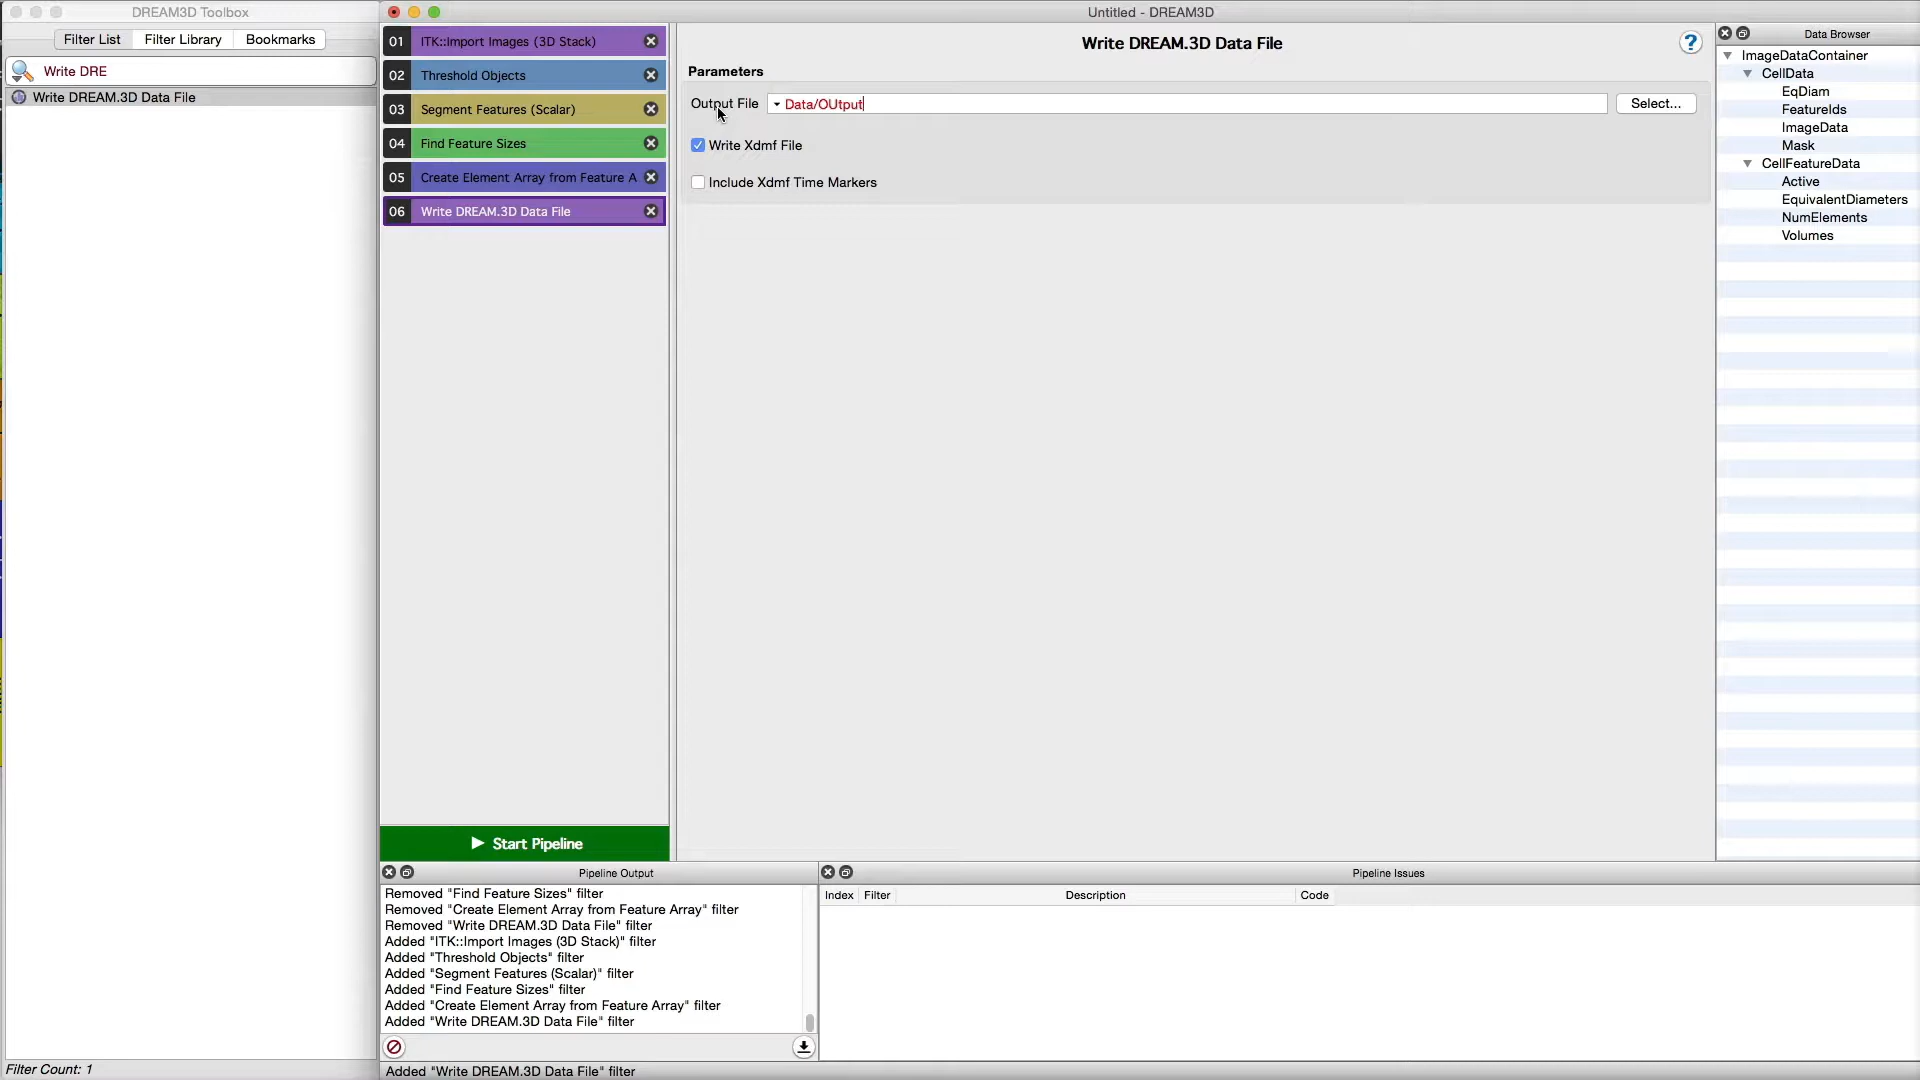 DREAM3D Toolbox
Filter List Filter Library Bookmarks
Write DRE
Write DREAM.3D Data File
Filter Count: 1
Untitled - DREAM3D
01 ITK::Import Images (3D Stack)
02 Threshold Objects
03 Segment Features (Scalar)
04 Find Feature Sizes
05 Create Element Array from Feature A
06 Write DREAM.3D Data File
Start Pipeline
Write DREAM.3D Data File
?
Parameters
Output File Data/OUtput Select...
Write Xdmf File
Include Xdmf Time Markers
Data Browser
ImageDataContainer
CellData
EqDiam
FeatureIds
ImageData
Mask
CellFeatureData
Active
EquivalentDiameters
NumElements
Volumes
Pipeline Output
Removed "Find Feature Sizes" filter
Removed "Create Element Array from Feature Array" filter
Removed "Write DREAM.3D Data File" filter
Added "ITK::Import Images (3D Stack)" filter
Added "Threshold Objects" filter
Added "Segment Features (Scalar)" filter
Added "Find Feature Sizes" filter
Added "Create Element Array from Feature Array" filter
Added "Write DREAM.3D Data File" filter
Pipeline Issues
Index Filter Description Code
Added "Write DREAM.3D Data File" filter